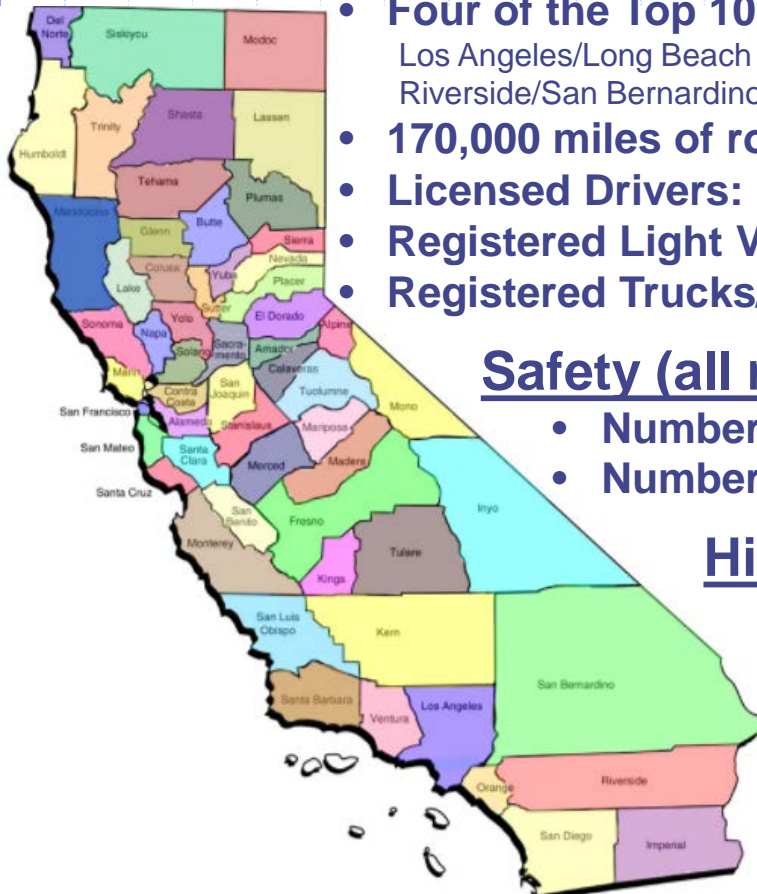 • Four of the Top 10
Los Angeles/Long Beach
Riverside/San Bernardino
• 170,000 miles of ro
• Licensed Drivers:
• Registered Light V
• Registered Trucks/
Safety (all r
• Number
• Number
Hi
Del
Norte
Siskiyou
Modoc
Humboldt
Trinity
Shasta
Lassen
Tehama
Plumas
Mendocino
Glenn
Butte
Sierra
Nevada
Colusa
Yuba
Placer
Lake
Sutter
El Dorado
Alpine
Sonoma
Napa
Yolo
Sacra-
mento
Amador
Solano
Calaveras
Marin
Contra
Costa
San
Joaquin
Tuolumne
Mono
San Francisco
Alameda
Stanislaus
Mariposa
San Mateo
Santa
Clara
Merced
Madera
Santa Cruz
San
Benito
Fresno
Inyo
Monterey
Kings
Tulare
San Luis
Obispo
Kern
San Bernardino
Santa Barbara
Ventura
Los Angeles
Orange
Riverside
San Diego
Imperial